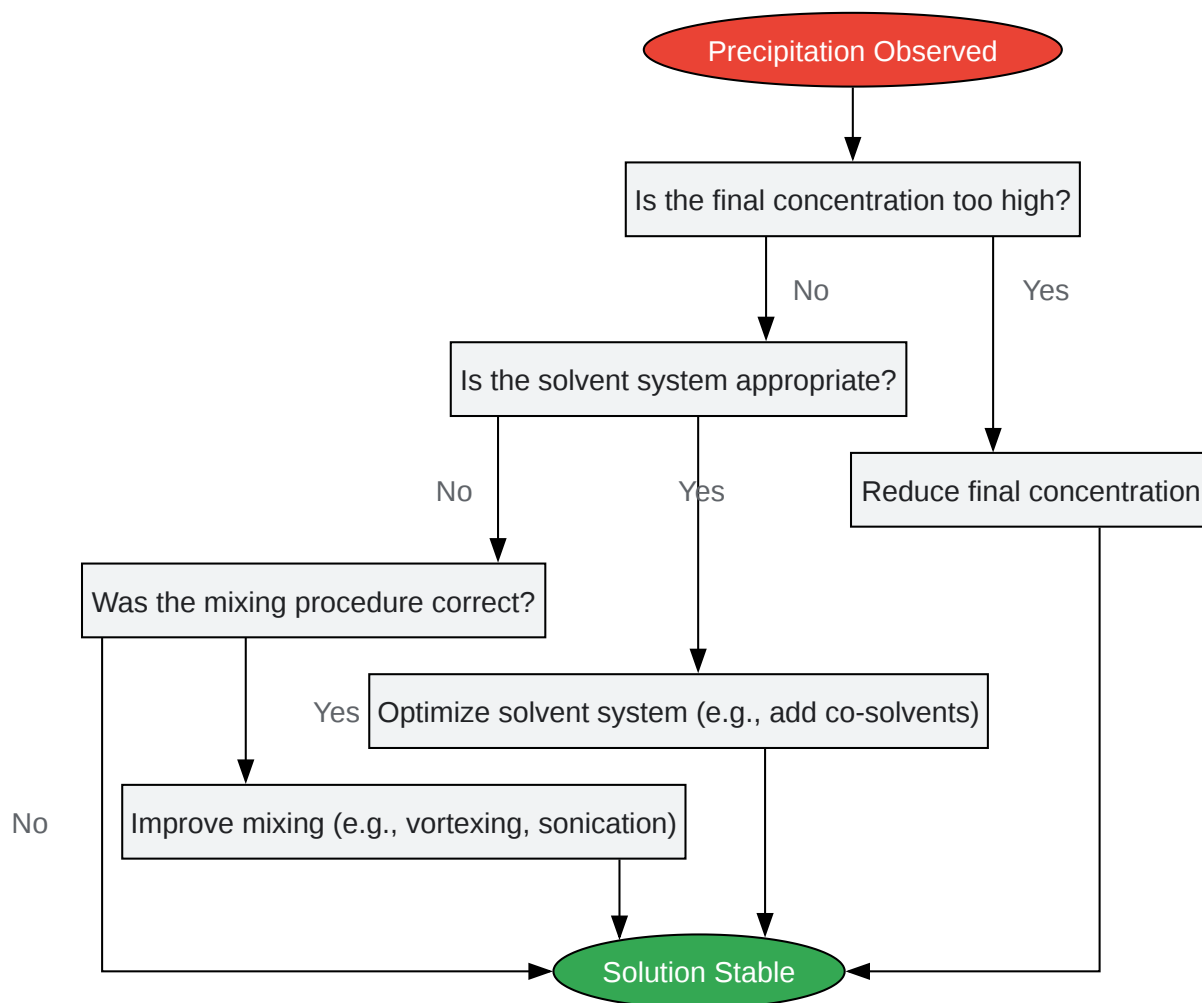 Precipitation Observed
Is the final concentration too high?
No
Yes
Is the solvent system appropriate?
No
Yes
Reduce final concentration
Was the mixing procedure correct?
Yes
Optimize solvent system (e.g., add co-solvents)
No
Improve mixing (e.g., vortexing, sonication)
Solution Stable